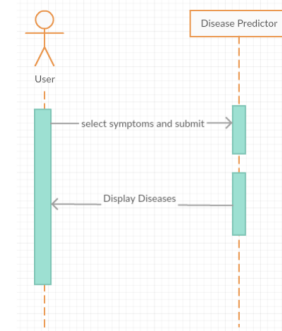 Disease Predictor
User
select symptoms and submit
Display Diseases